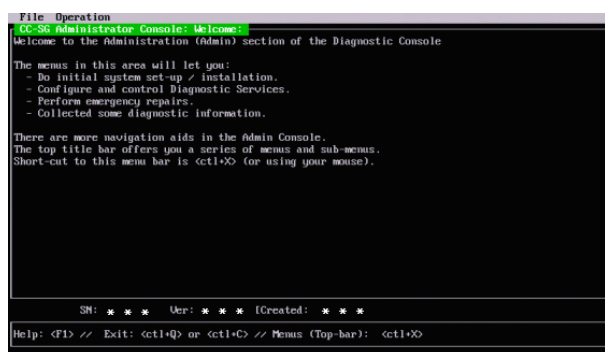 File Operation
CC-SG Administrator Console: Welcome:
Welcome to the Administration (Admin) section of the Diagnostic Console
The menus in this area will let you:
- Do initial system set-up / installation.
- Configure and control Diagnostic Services.
- Perform emergency repairs.
- Collected some diagnostic information.
There are more navigation aids in the Admin Console.
The top title bar offers you a series of menus and sub-menus.
Short-cut to this menu bar is <ctl+X> (or using your mouse).
SN: * * * Ver: * * * [Created: * * *
Help: <F1> // Exit: <ctl+Q> or <ctl+C> // Menus (Top-bar): <ctl+X>